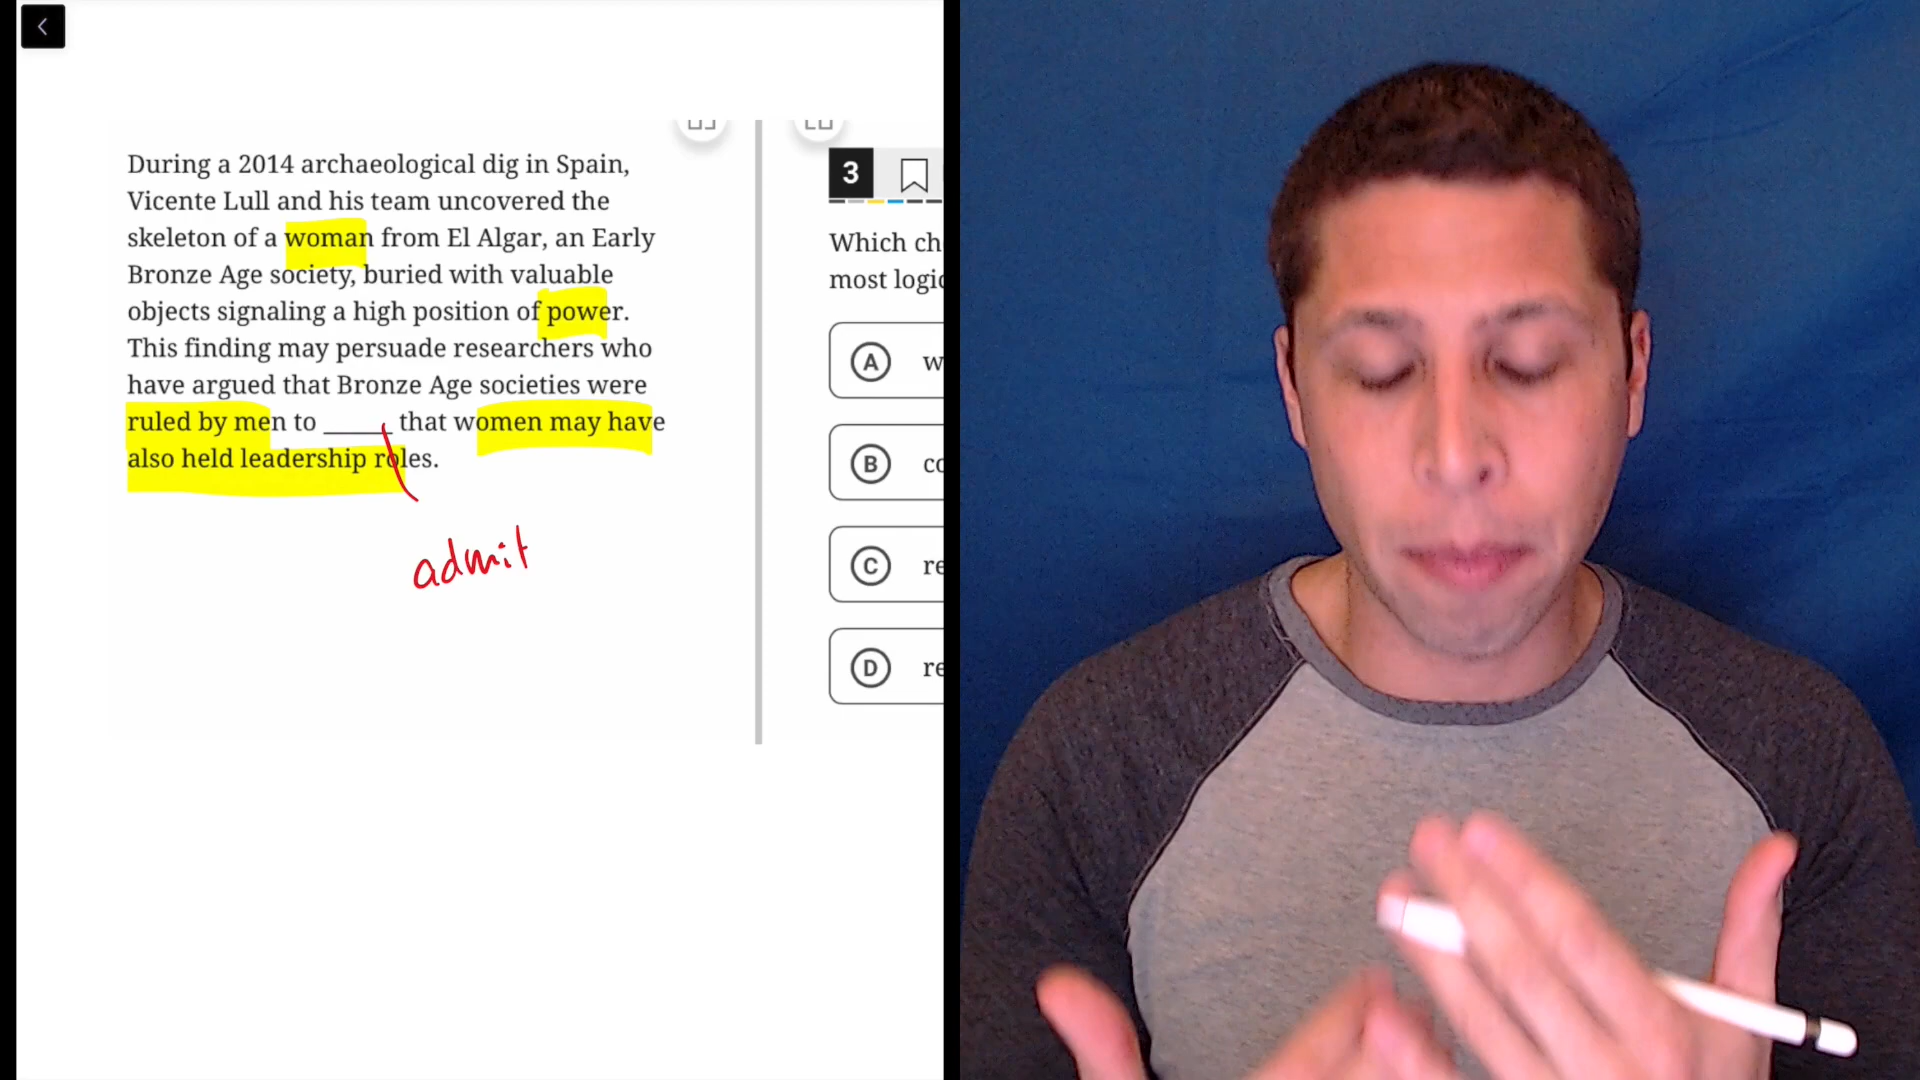 During a 2014 archaeological dig in Spain,
Vicente Lull and his team uncovered the
skeleton of a woman from El Algar, an Early
Bronze Age society, buried with valuable
objects signaling a high position of power.
This finding may persuade researchers who
have argued that Bronze Age societies were
ruled by men to _____ that women may have
also held leadership roles.
admit
3
Which ch
most logic
A w
B co
C re
D re